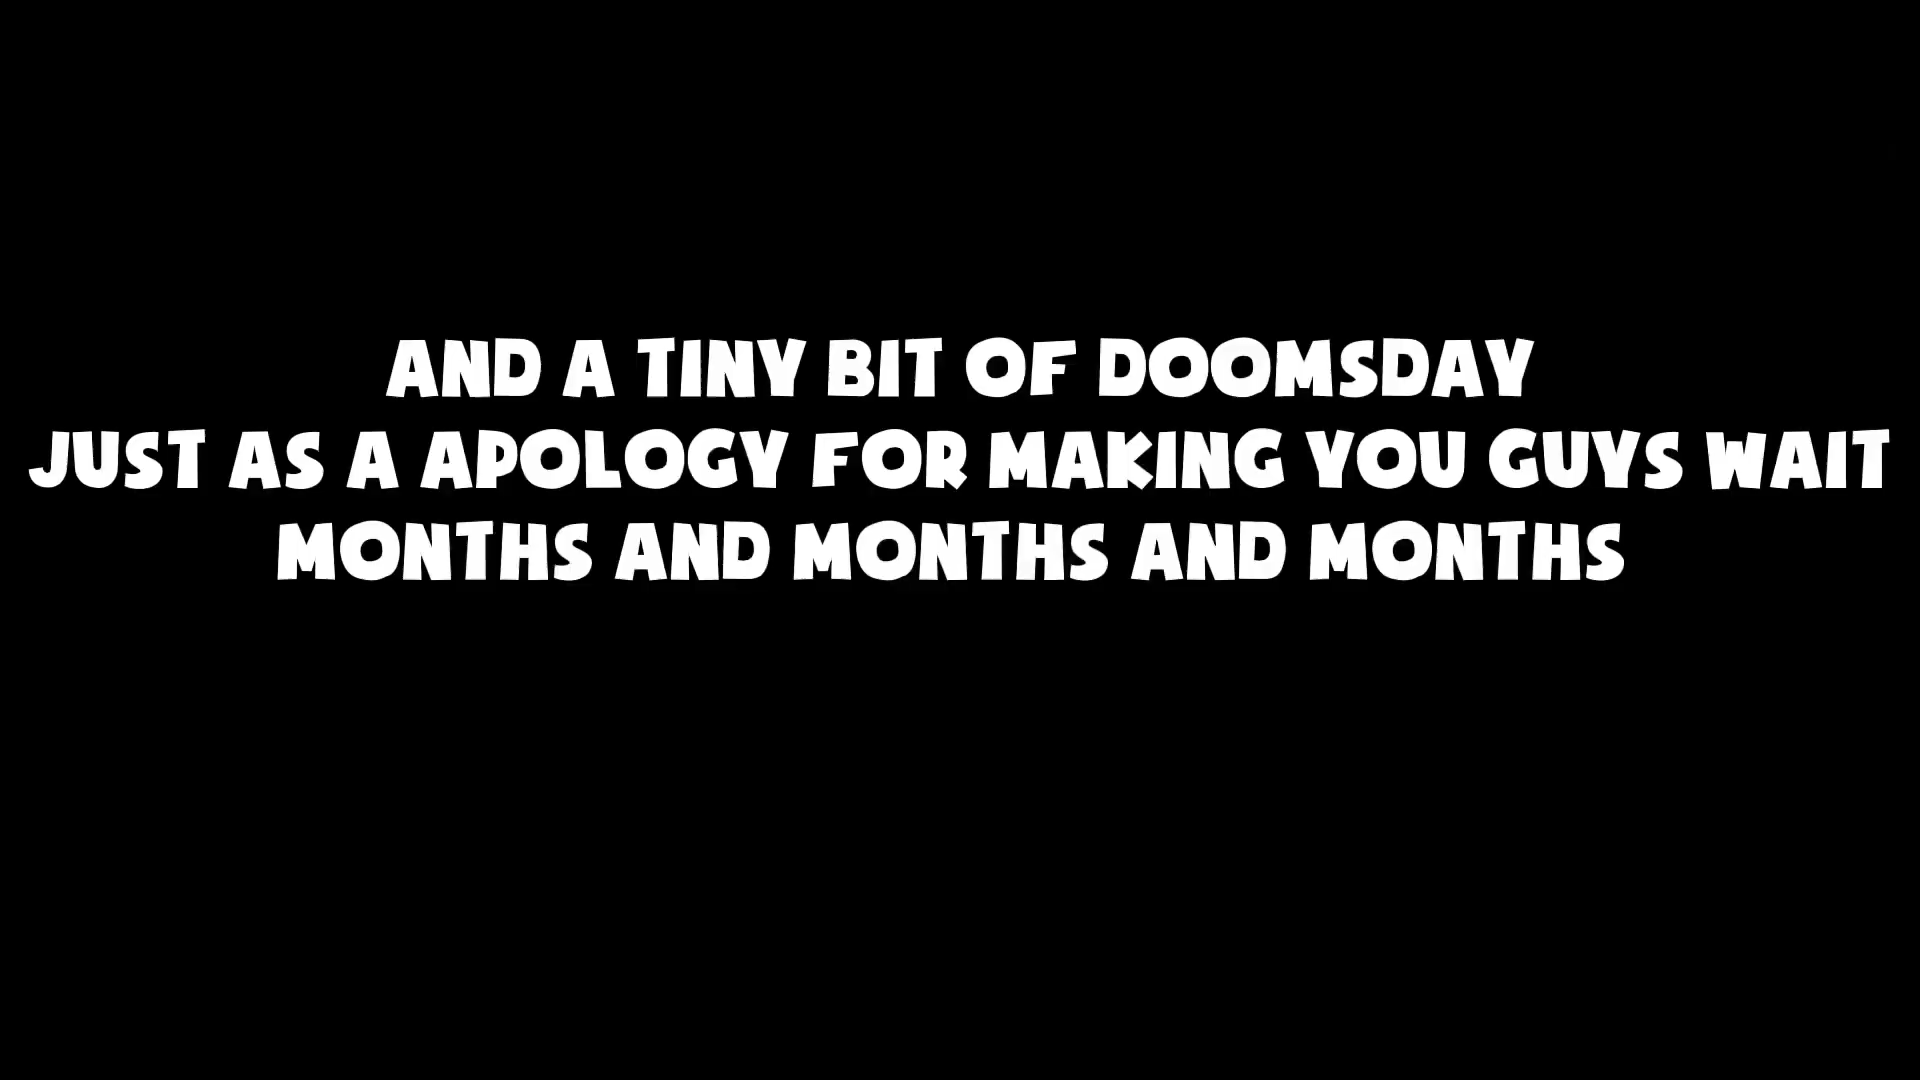 AND A TINY BIT OF DOOMSDAY
JUST AS A APOLOGY FOR MAKING YOU GUYS WAIT
MONTHS AND MONTHS AND MONTHS